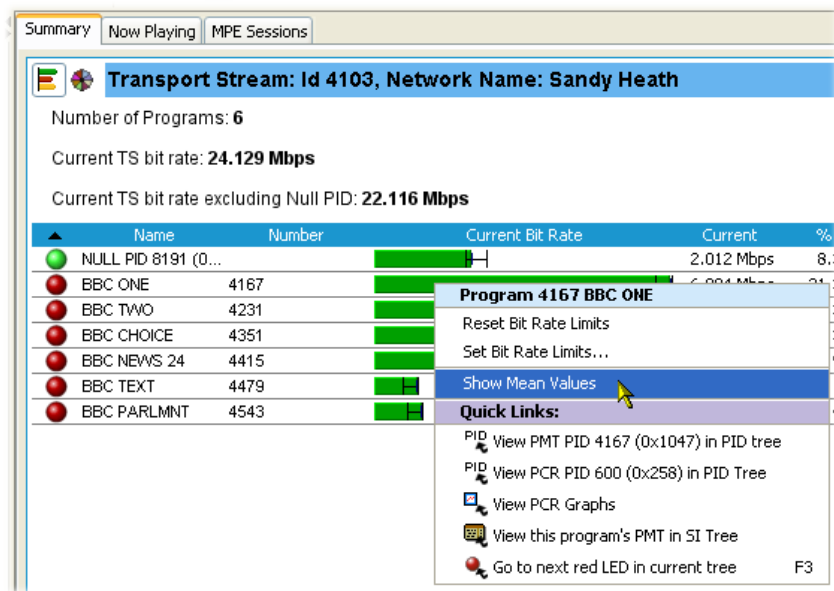 Summary Now Playing MPE Sessions
Transport Stream: Id 4103, Network Name: Sandy Heath
Number of Programs: 6
Current TS bit rate: 24.129 Mbps
Current TS bit rate excluding Null PID: 22.116 Mbps
Name Number Current Bit Rate Current %
NULL PID 8191 (0... 2.012 Mbps 8.
BBC ONE 4167
Program 4167 BBC ONE
BBC TWO 4231
Reset Bit Rate Limits
BBC CHOICE 4351
Set Bit Rate Limits...
BBC NEWS 24 4415
Show Mean Values
BBC TEXT 4479
Quick Links:
BBC PARLMNT 4543
PID View PMT PID 4167 (0x1047) in PID tree
PID View PCR PID 600 (0x258) in PID Tree
View PCR Graphs
View this program's PMT in SI Tree
Go to next red LED in current tree F3